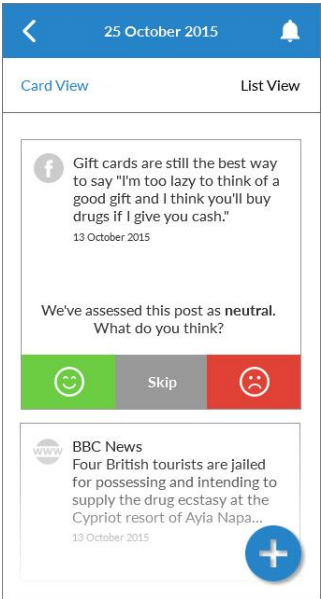 25 October 2015
Card View
List View
f
Gift cards are still the best way
to say "I'm too lazy to think of a
good gift and I think you'll buy
drugs if I give you cash."
13 October 2015
We've assessed this post as neutral.
What do you think?
Skip
www
BBC News
Four British tourists are jailed
for possessing and intending to
supply the drug ecstasy at the
Cypriot resort of Ayia Napa...
13 October 2015